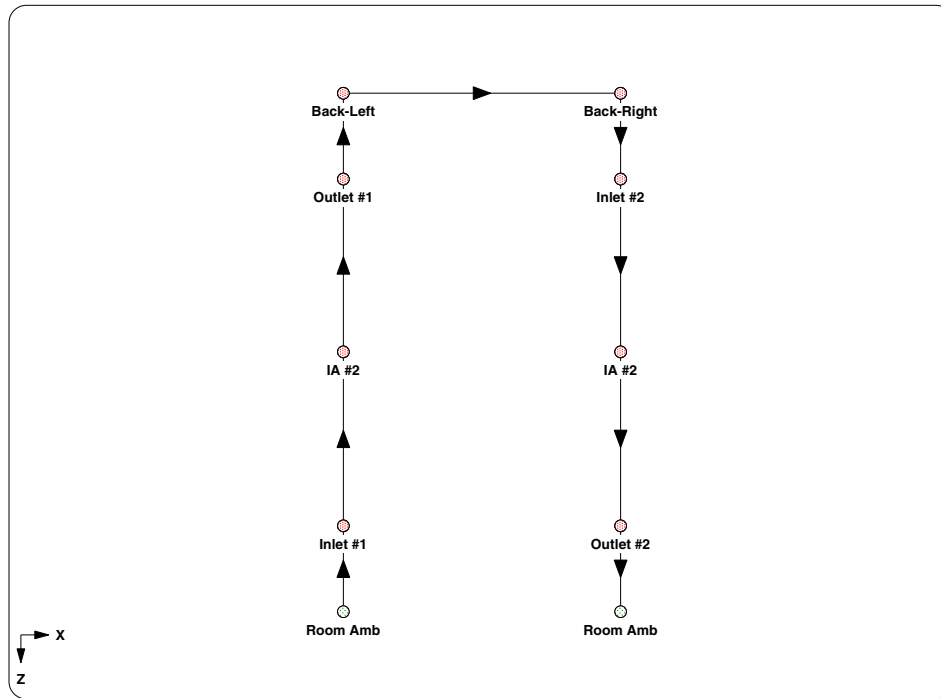 Back-Left
Back-Right
Outlet #1
Inlet #2
IA #2
IA #2
Inlet #1
Outlet #2
Room Amb
Room Amb
X
Z